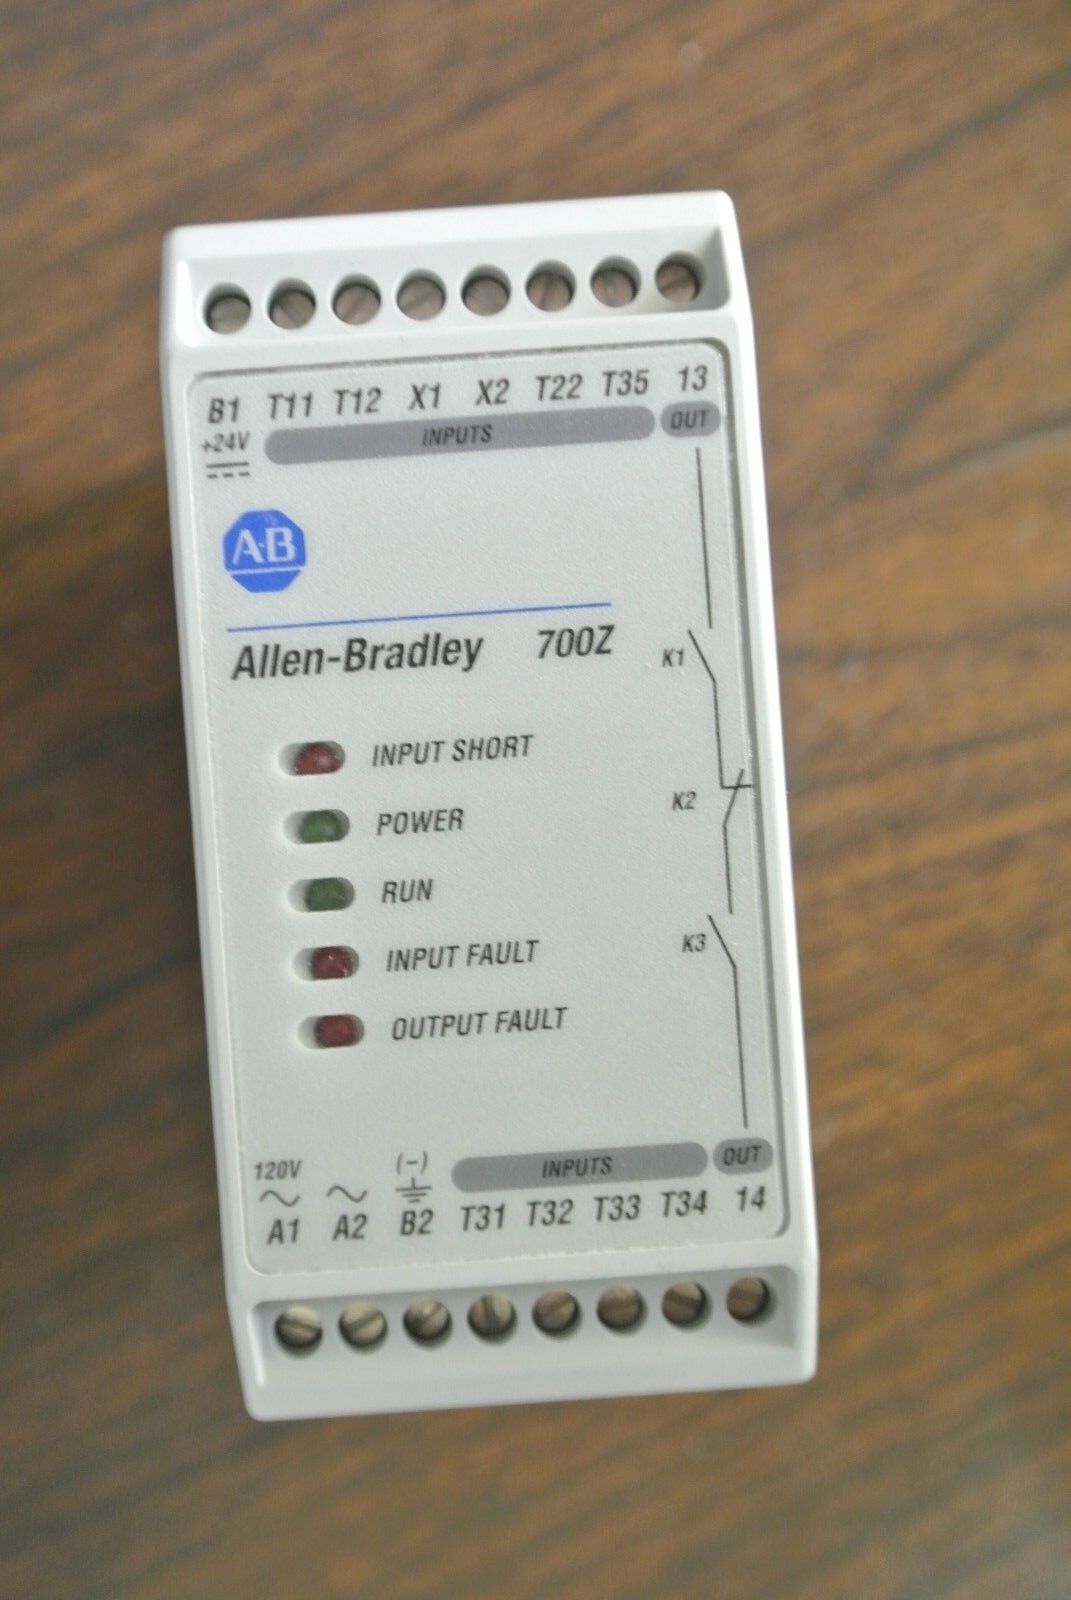 B1 T11 T12 X1 X2 T22 T35 13
+24V INPUTS OUT
A-B
Allen-Bradley 700Z
K1
INPUT SHORT
POWER
K2
RUN
INPUT FAULT
K3
OUTPUT FAULT
120V (-) INPUTS OUT
A1 A2 B2 T31 T32 T33 T34 14